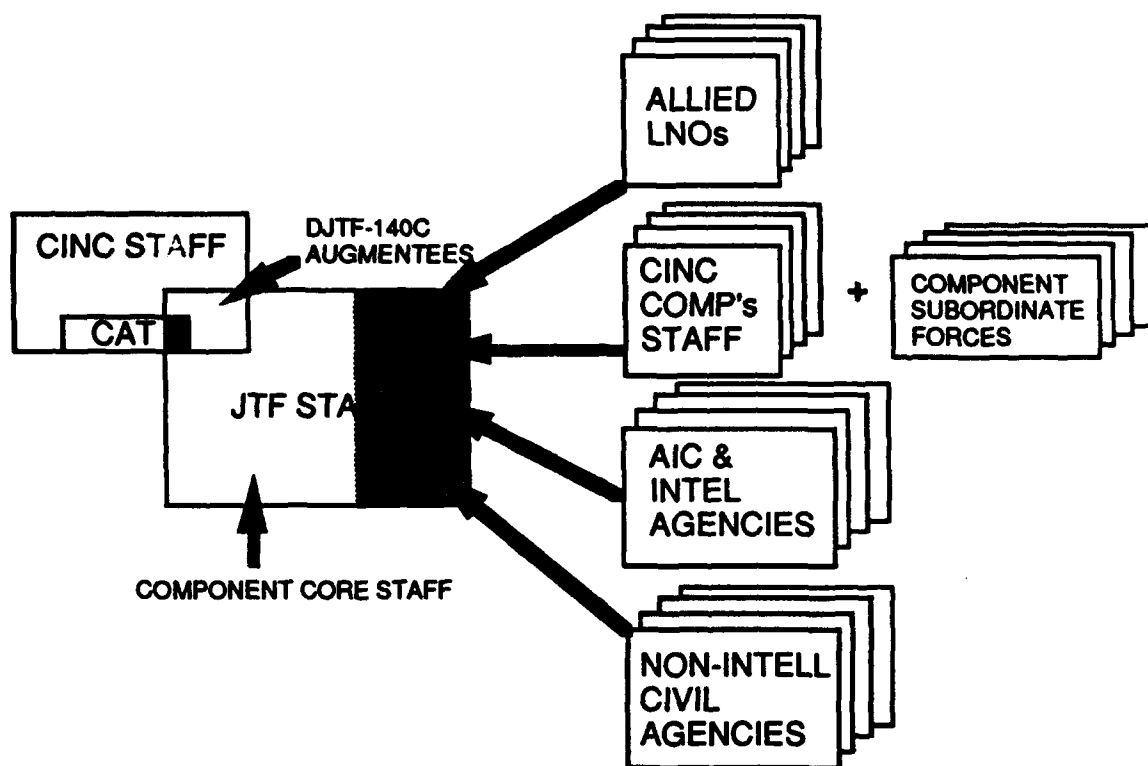 ALLIED
LNOs
CINC STAFF
DJTF-140C
AUGMENTEES
CAT
CINC
COMP's
STAFF
+
COMPONENT
SUBORDINATE
FORCES
JTF STA
AIC &
INTEL
AGENCIES
COMPONENT CORE STAFF
NON-INTELL
CIVIL
AGENCIES